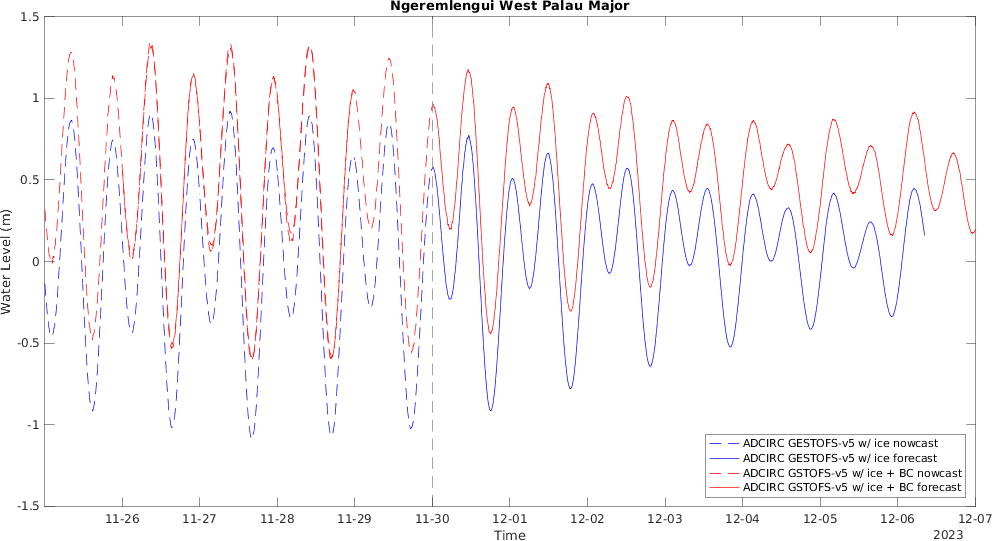 Ngeremlengui West Palau Major
1.5
1
0.5
0
-0.5
-1
-1.5
Water Level (m)
ADCIRC GESTOFS-v5 w/ ice nowcast
ADCIRC GESTOFS-v5 w/ ice forecast
ADCIRC GSTOFS-v5 w/ ice + BC nowcast
ADCIRC GSTOFS-v5 w/ ice + BC forecast
11-26 11-27 11-28 11-29 11-30 12-01 12-02 12-03 12-04 12-05 12-06 12-07
Time
2023